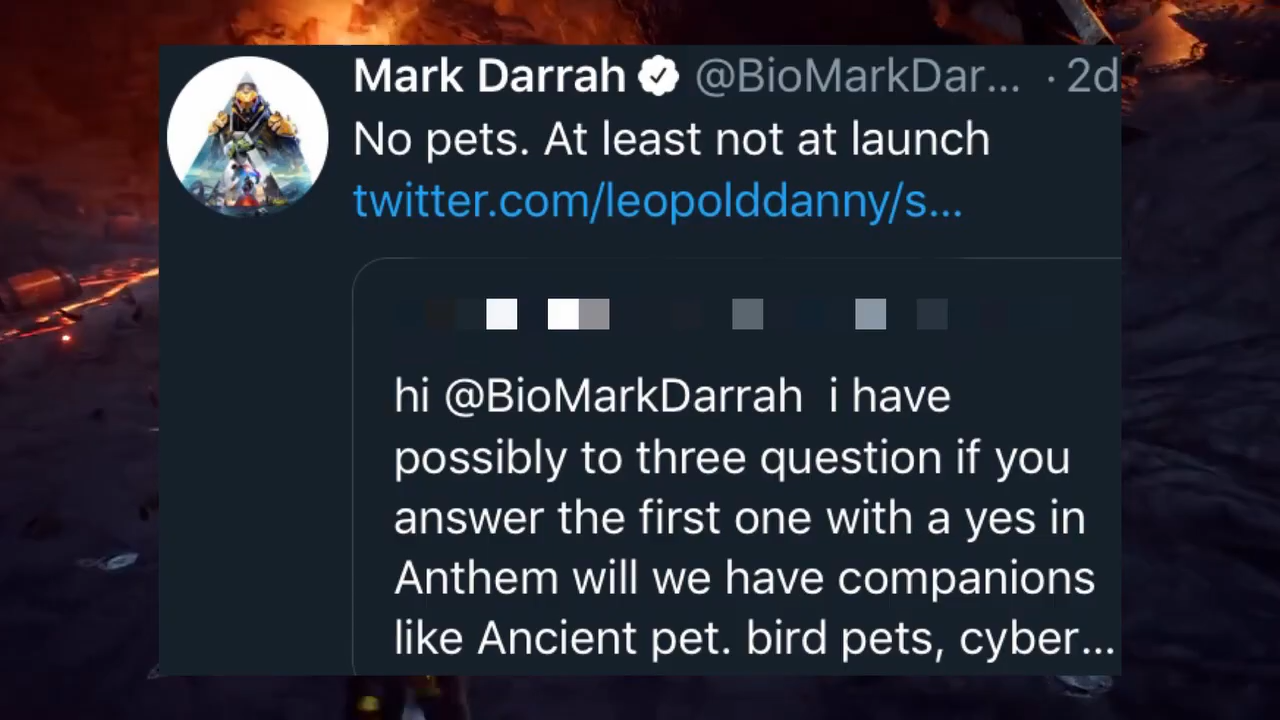 Mark Darrah @BioMarkDar... · 2d
No pets. At least not at launch
twitter.com/leopolddanny/s...
hi @BioMarkDarrah  i have
possibly to three question if you
answer the first one with a yes in
Anthem will we have companions
like Ancient pet. bird pets, cyber...